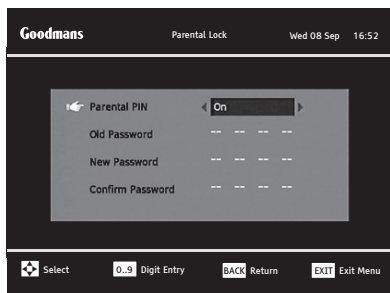 Goodmans Parental Lock Wed 08 Sep 16:52
Parental PIN On
Old Password -- -- -- --
New Password -- -- -- --
Confirm Password -- -- -- --
Select 0..9 Digit Entry BACK Return EXIT Exit Menu